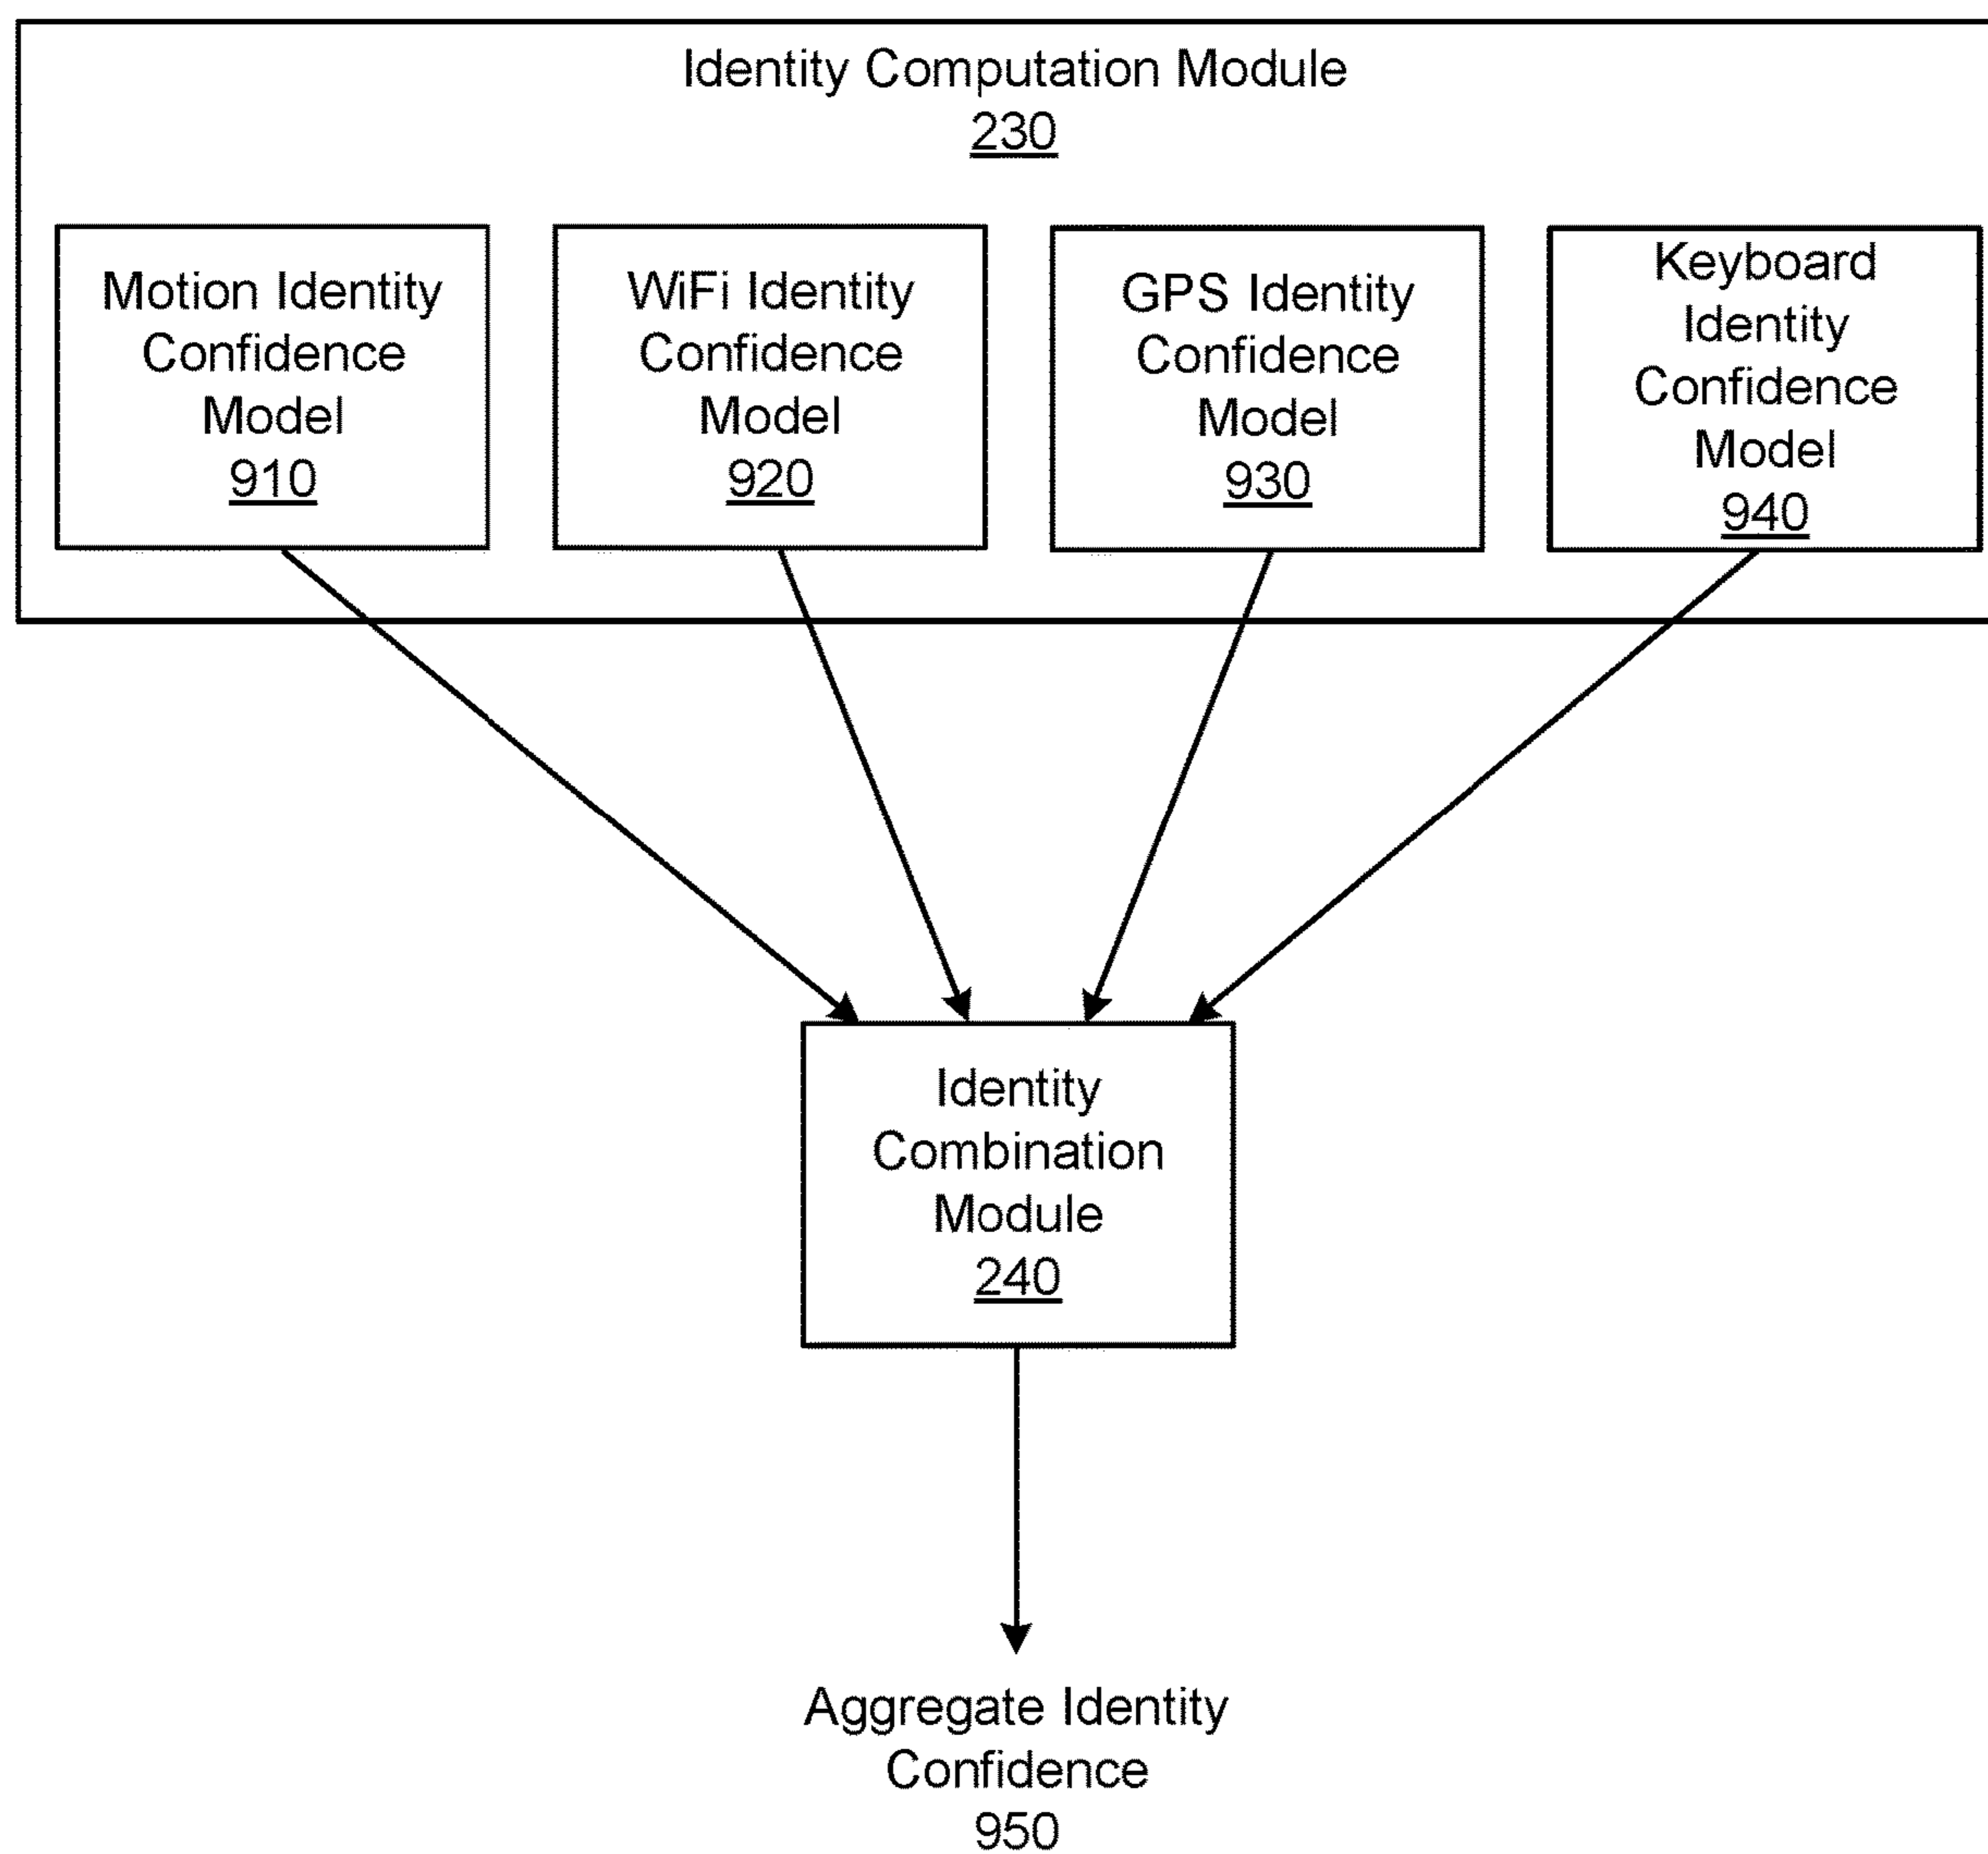 Identity Computation Module
230
Motion Identity
Confidence
Model
910
WiFi Identity
Confidence
Model
920
GPS Identity
Confidence
Model
930
Keyboard
Identity
Confidence
Model
940
Identity
Combination
Module
240
Aggregate Identity
Confidence
950